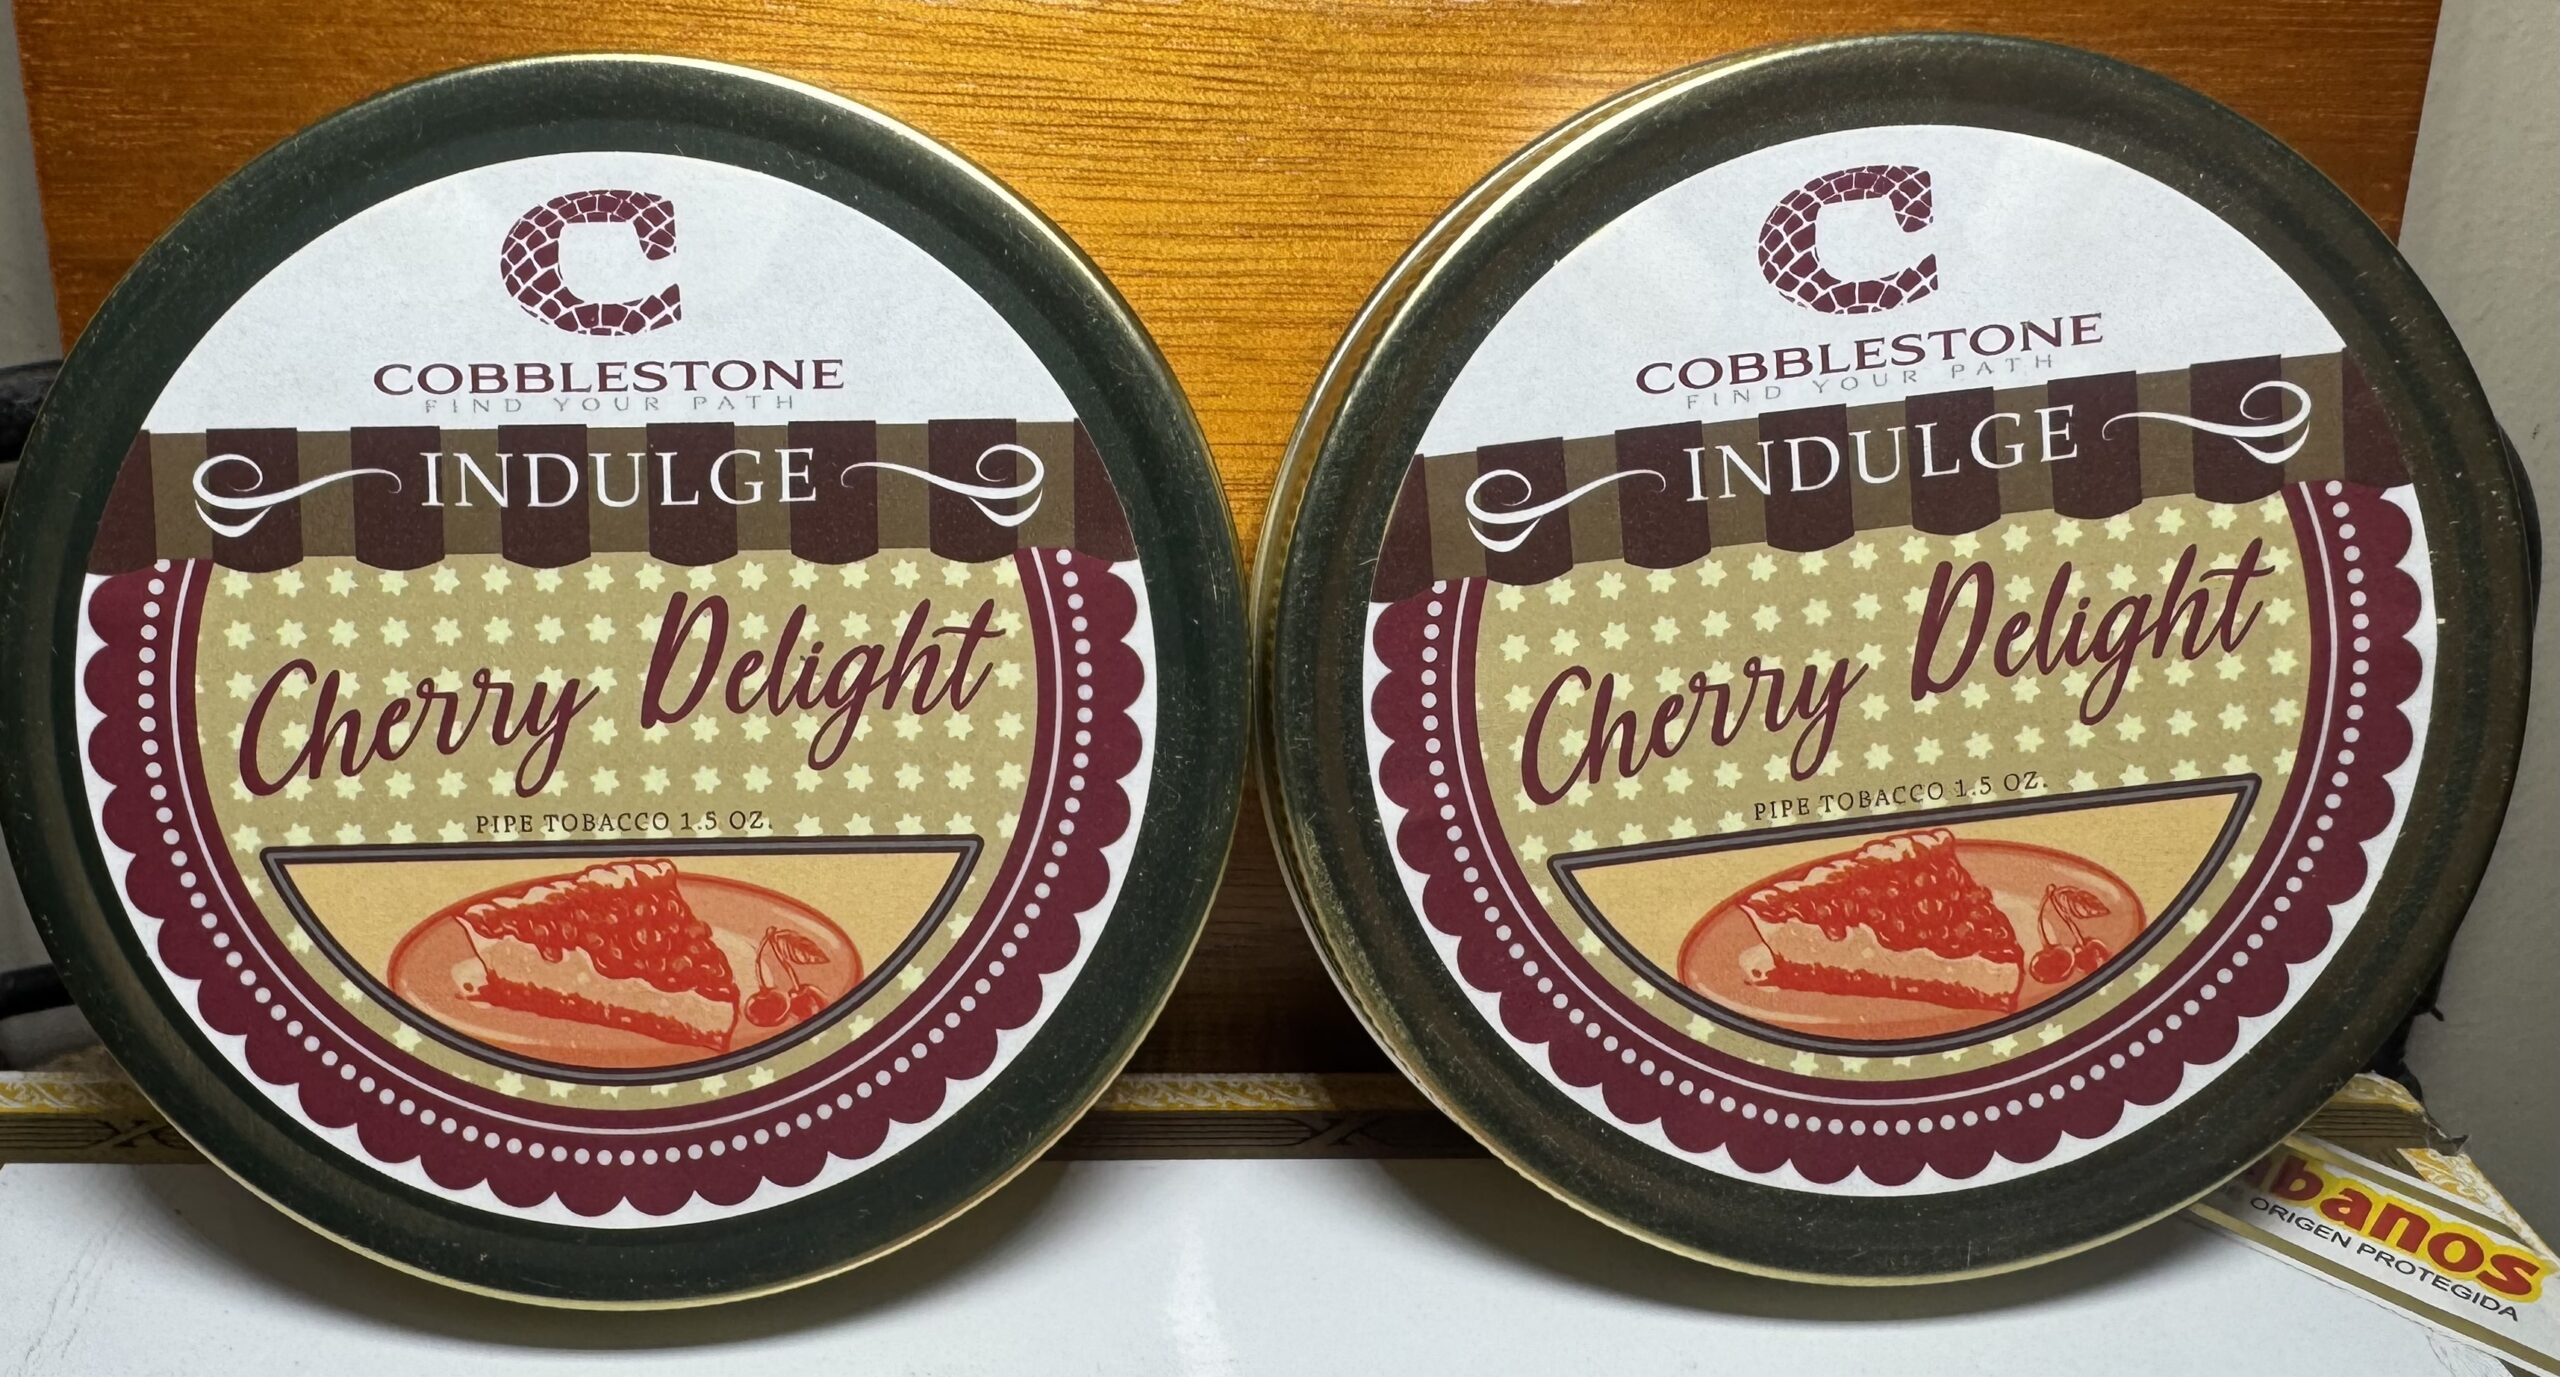 COBBLESTONE
FIND YOUR PATH
INDULGE
Cherry Delight
PIPE TOBACCO 1.5 OZ.
COBBLESTONE
FIND YOUR PATH
INDULGE
Cherry Delight
PIPE TOBACCO 1.5 OZ.
ORIGEN PROTEGIDA